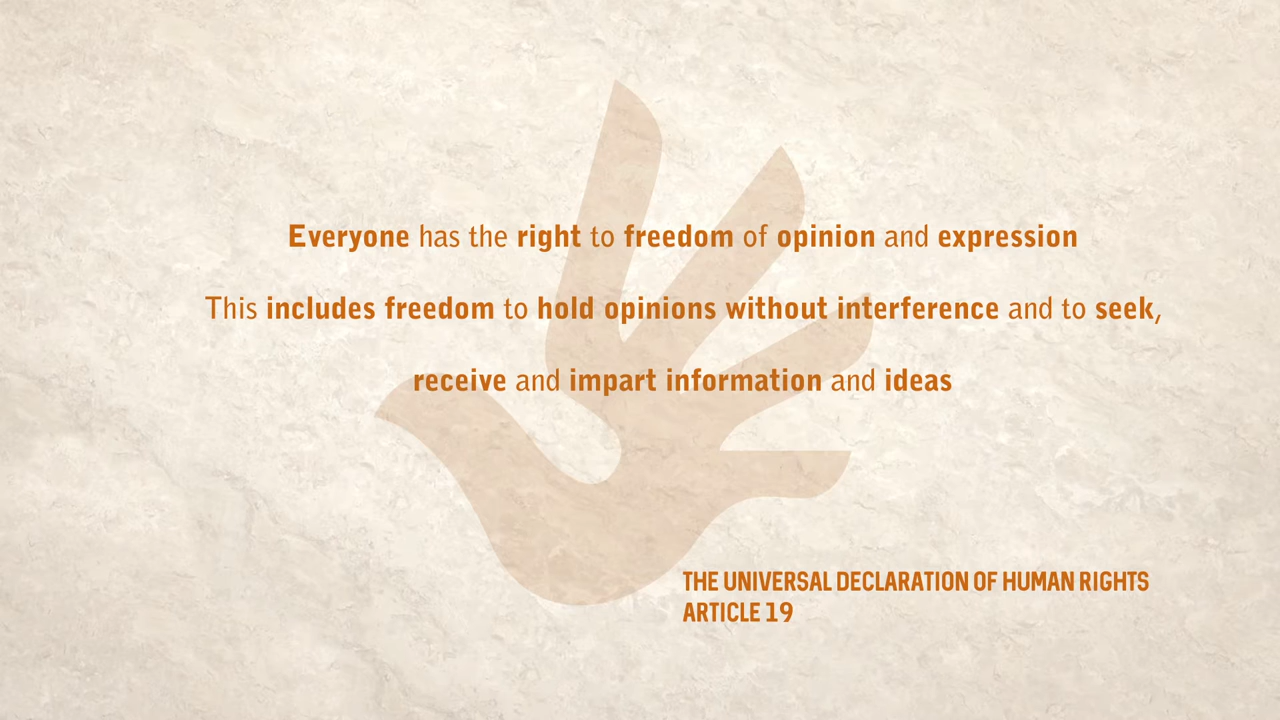 Everyone has the right to freedom of opinion and expression
This includes freedom to hold opinions without interference and to seek,
receive and impart information and ideas
THE UNIVERSAL DECLARATION OF HUMAN RIGHTS
ARTICLE 19